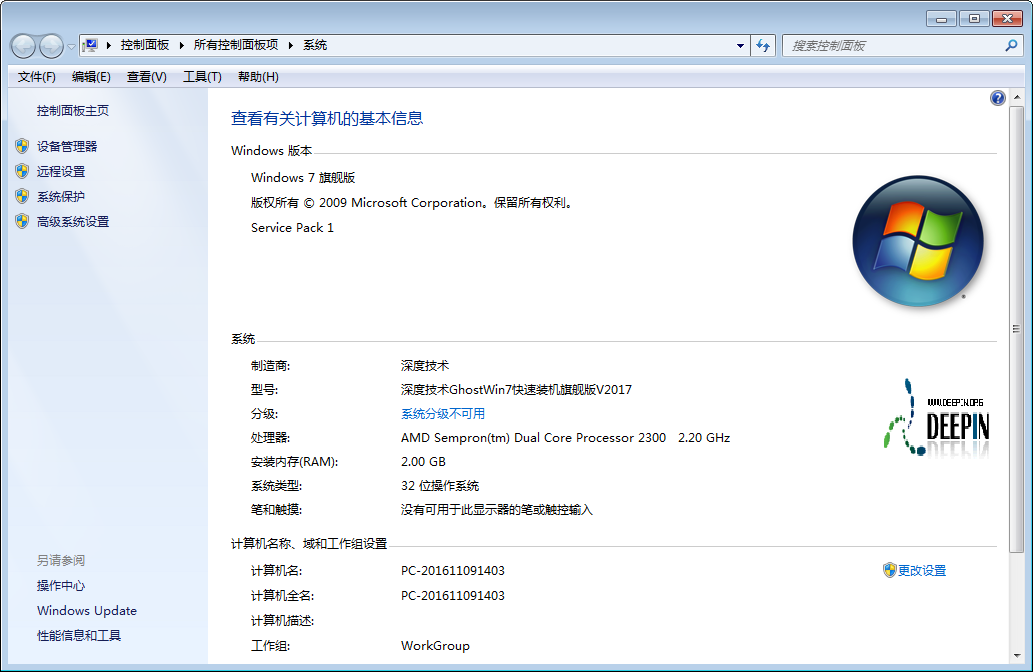 控制面板 ▸ 所有控制面板项 ▸ 系统
搜索控制面板
文件(F) 编辑(E) 查看(V) 工具(T) 帮助(H)
控制面板主页
设备管理器
远程设置
系统保护
高级系统设置
另请参阅
操作中心
Windows Update
性能信息和工具
查看有关计算机的基本信息
Windows 版本
Windows 7 旗舰版
版权所有 © 2009 Microsoft Corporation。保留所有权利。
Service Pack 1
系统
制造商: 深度技术
型号: 深度技术GhostWin7快速装机旗舰版V2017
分级: 系统分级不可用
处理器: AMD Sempron(tm) Dual Core Processor 2300 2.20 GHz
安装内存(RAM): 2.00 GB
系统类型: 32 位操作系统
笔和触摸: 没有可用于此显示器的笔或触控输入
WWW.DEEPIN.ORG
DEEPIN
计算机名称、域和工作组设置
计算机名: PC-201611091403
更改设置
计算机全名: PC-201611091403
计算机描述:
工作组: WorkGroup